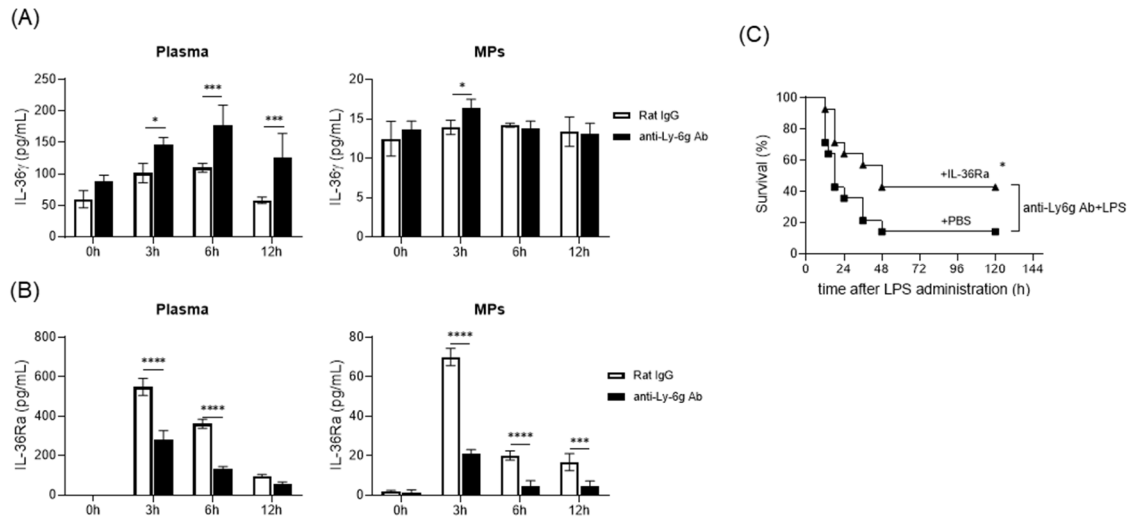 (A)
Plasma
IL-36γ (pg/mL)
250
200
150
100
50
0
*
***
***
0h 3h 6h 12h
MPs
IL-36γ (pg/mL)
20
15
10
5
0
*
0h 3h 6h 12h
Rat IgG
anti-Ly-6g Ab
(B)
Plasma
IL-36Ra (pg/mL)
800
600
400
200
0
****
****
0h 3h 6h 12h
MPs
IL-36Ra (pg/mL)
80
60
40
20
0
****
****
***
0h 3h 6h 12h
Rat IgG
anti-Ly-6g Ab
(C)
Survival (%)
100
80
60
40
20
0
+IL-36Ra
*
anti-Ly6g Ab+LPS
+PBS
0 24 48 72 96 120 144
time after LPS administration (h)